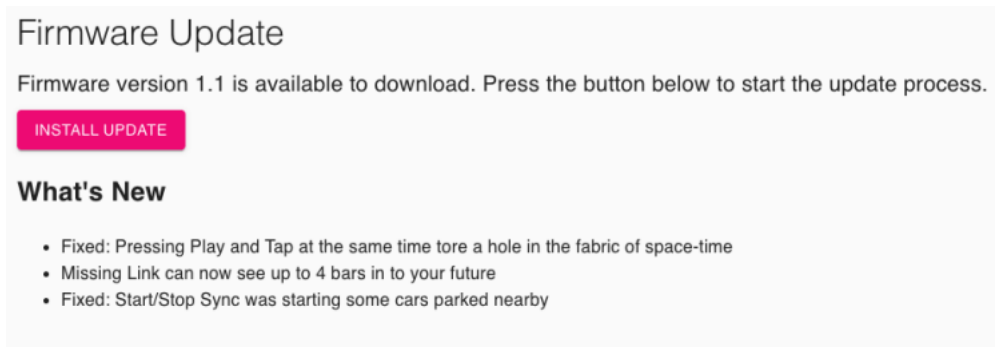 Firmware Update
Firmware version 1.1 is available to download. Press the button below to start the update process.
INSTALL UPDATE
What's New
• Fixed: Pressing Play and Tap at the same time tore a hole in the fabric of space-time
• Missing Link can now see up to 4 bars in to your future
• Fixed: Start/Stop Sync was starting some cars parked nearby